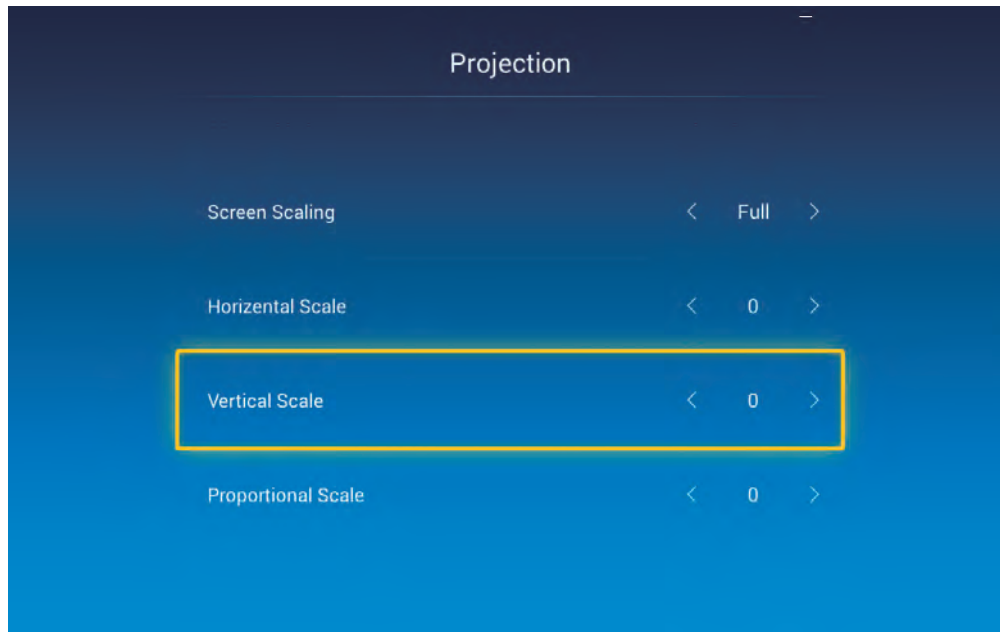 Projection
Screen Scaling < Full >
Horizental Scale < 0 >
Vertical Scale < 0 >
Proportional Scale < 0 >